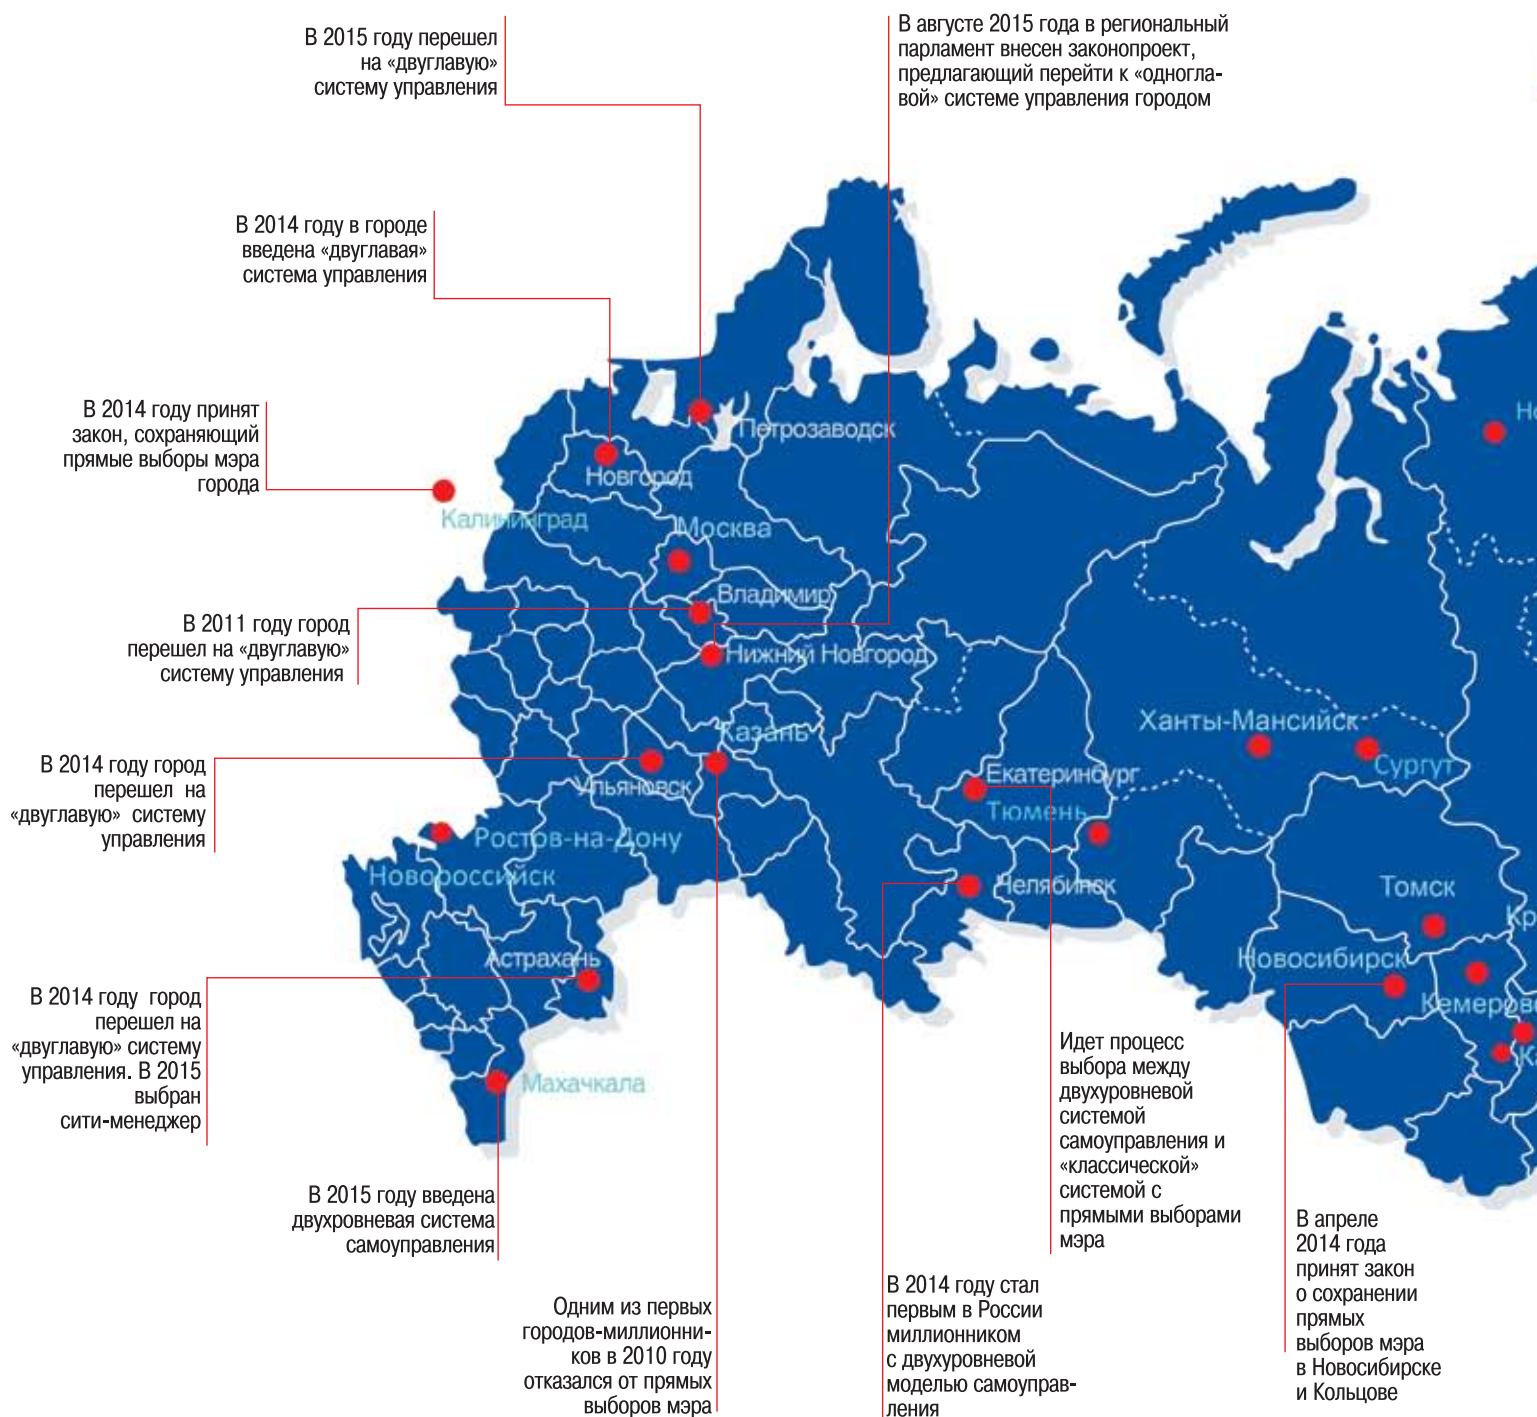 В 2015 году перешел
на «двуглавую»
систему управления
В августе 2015 года в региональный
парламент внесен законопроект,
предлагающий перейти к «одногла-
вой» системе управления городом
В 2014 году в городе
введена «двуглавая»
система управления
В 2014 году принят
закон, сохраняющий
прямые выборы мэра
города
Петрозаводск
Новгород
Калининград
Москва
Владимир
Нижний Новгород
В 2011 году город
перешел на «двуглавую»
систему управления
Казань
Ульяновск
Ханты-Мансийск
Сургут
Екатеринбург
Тюмень
Челябинск
В 2014 году город
перешел на
«двуглавую» систему
управления
Ростов-на-Дону
Новороссийск
Томск
Новосибирск
Астрахань
Махачкала
В 2014 году город
перешел на
«двуглавую» систему
управления. В 2015
выбран
сити-менеджер
В 2015 году введена
двухровневая система
самоуправления
Одним из первых
городов-миллионни-
ков в 2010 году
отказался от прямых
выборов мэра
В 2014 году стал
первым в России
миллионником
с двухуровневой
моделью самоуправ-
ления
Идет процесс
выбора между
двухуровневой
системой
самоуправления и
«классической»
системой с
прямыми выборами
мэра
В апреле
2014 года
принят закон
о сохранении
прямых
выборов мэра
в Новосибирске
и Кольцове
Но
Кр
Кемерово
Ка